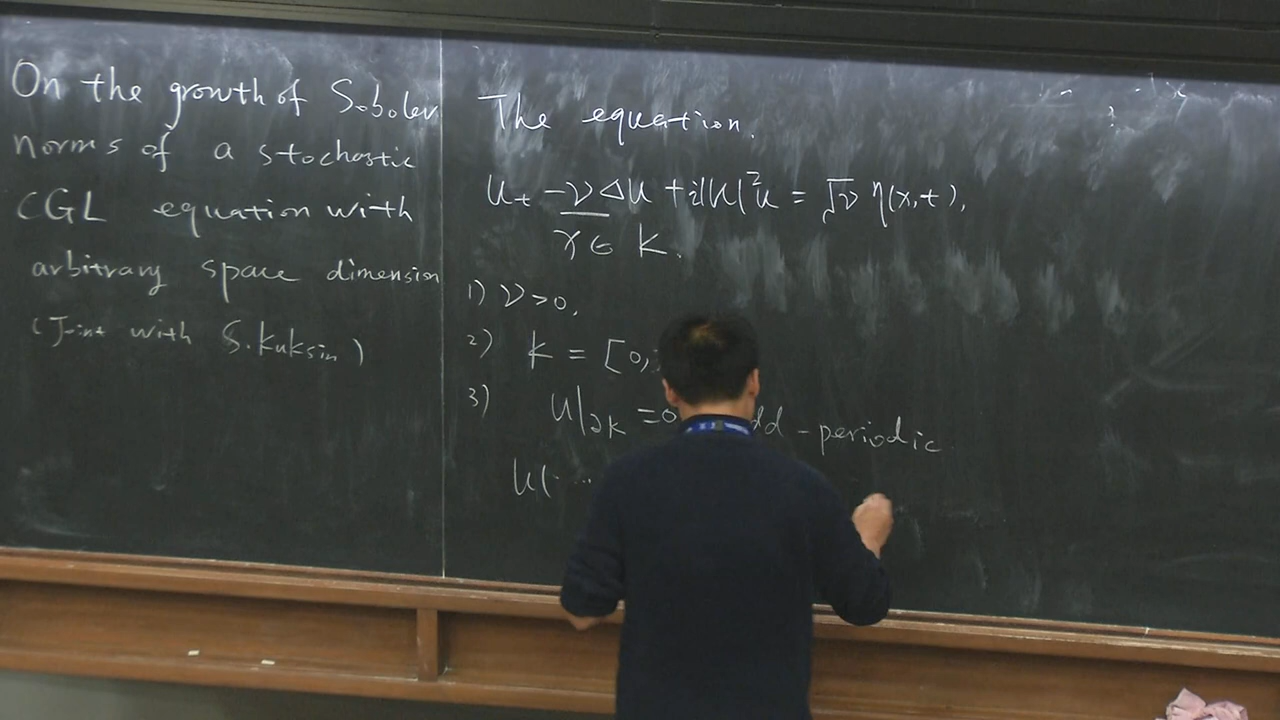 On the growth of Sobolev
norms of a stochastic
CGL equation with
arbitrary space dimension
(Joint with S. Kuksin)
The equation.
u_t - ν Δu + i|u|²u = √ν η(x,t),
x ∈ K.
1) ν > 0,
2) K = [0,
3) u|∂K = 0 dd - periodic
u(. ..